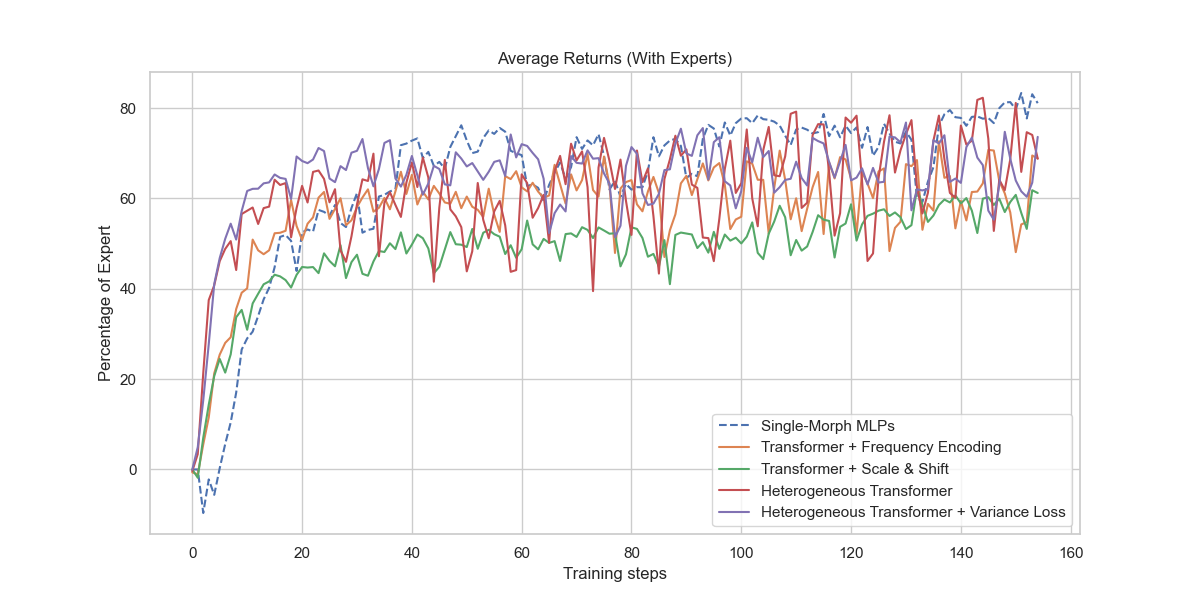 Average Returns (With Experts)
Percentage of Expert
80
60
40
20
0
0 20 40 60 80 100 120 140 160
Training steps
Single-Morph MLPs
Transformer + Frequency Encoding
Transformer + Scale & Shift
Heterogeneous Transformer
Heterogeneous Transformer + Variance Loss